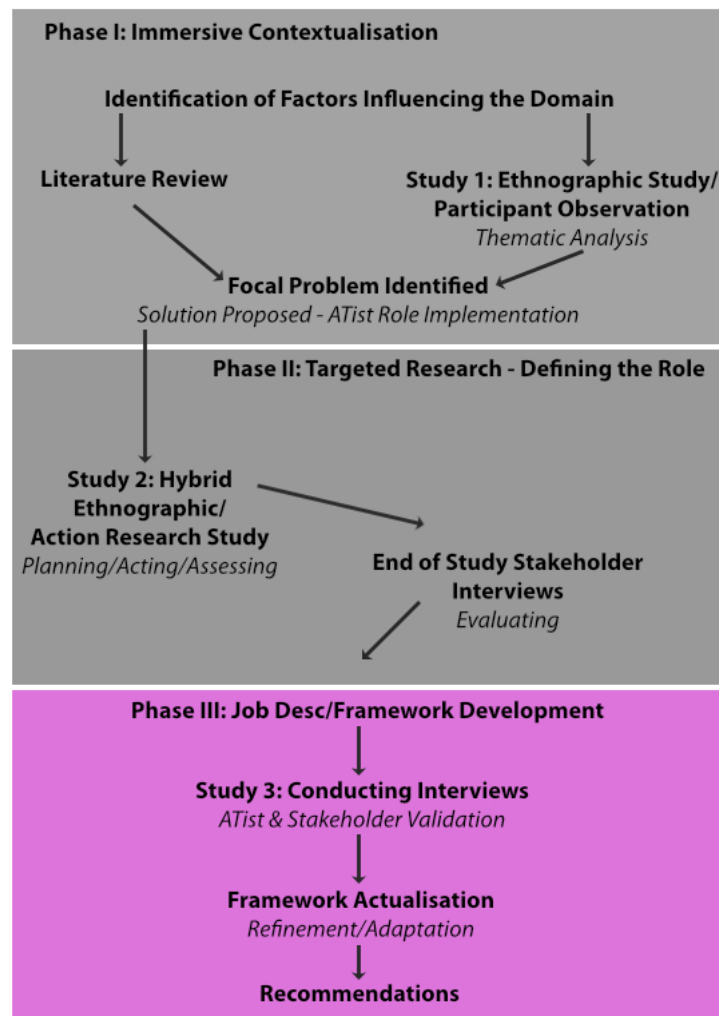 Phase I: Immersive Contextualisation
Identification of Factors Influencing the Domain
Literature Review
Study 1: Ethnographic Study/
Participant Observation
Thematic Analysis
Focal Problem Identified
Solution Proposed - ATist Role Implementation
Phase II: Targeted Research - Defining the Role
Study 2: Hybrid
Ethnographic/
Action Research Study
Planning/Acting/Assessing
End of Study Stakeholder
Interviews
Evaluating
Phase III: Job Desc/Framework Development
Study 3: Conducting Interviews
ATist & Stakeholder Validation
Framework Actualisation
Refinement/Adaptation
Recommendations